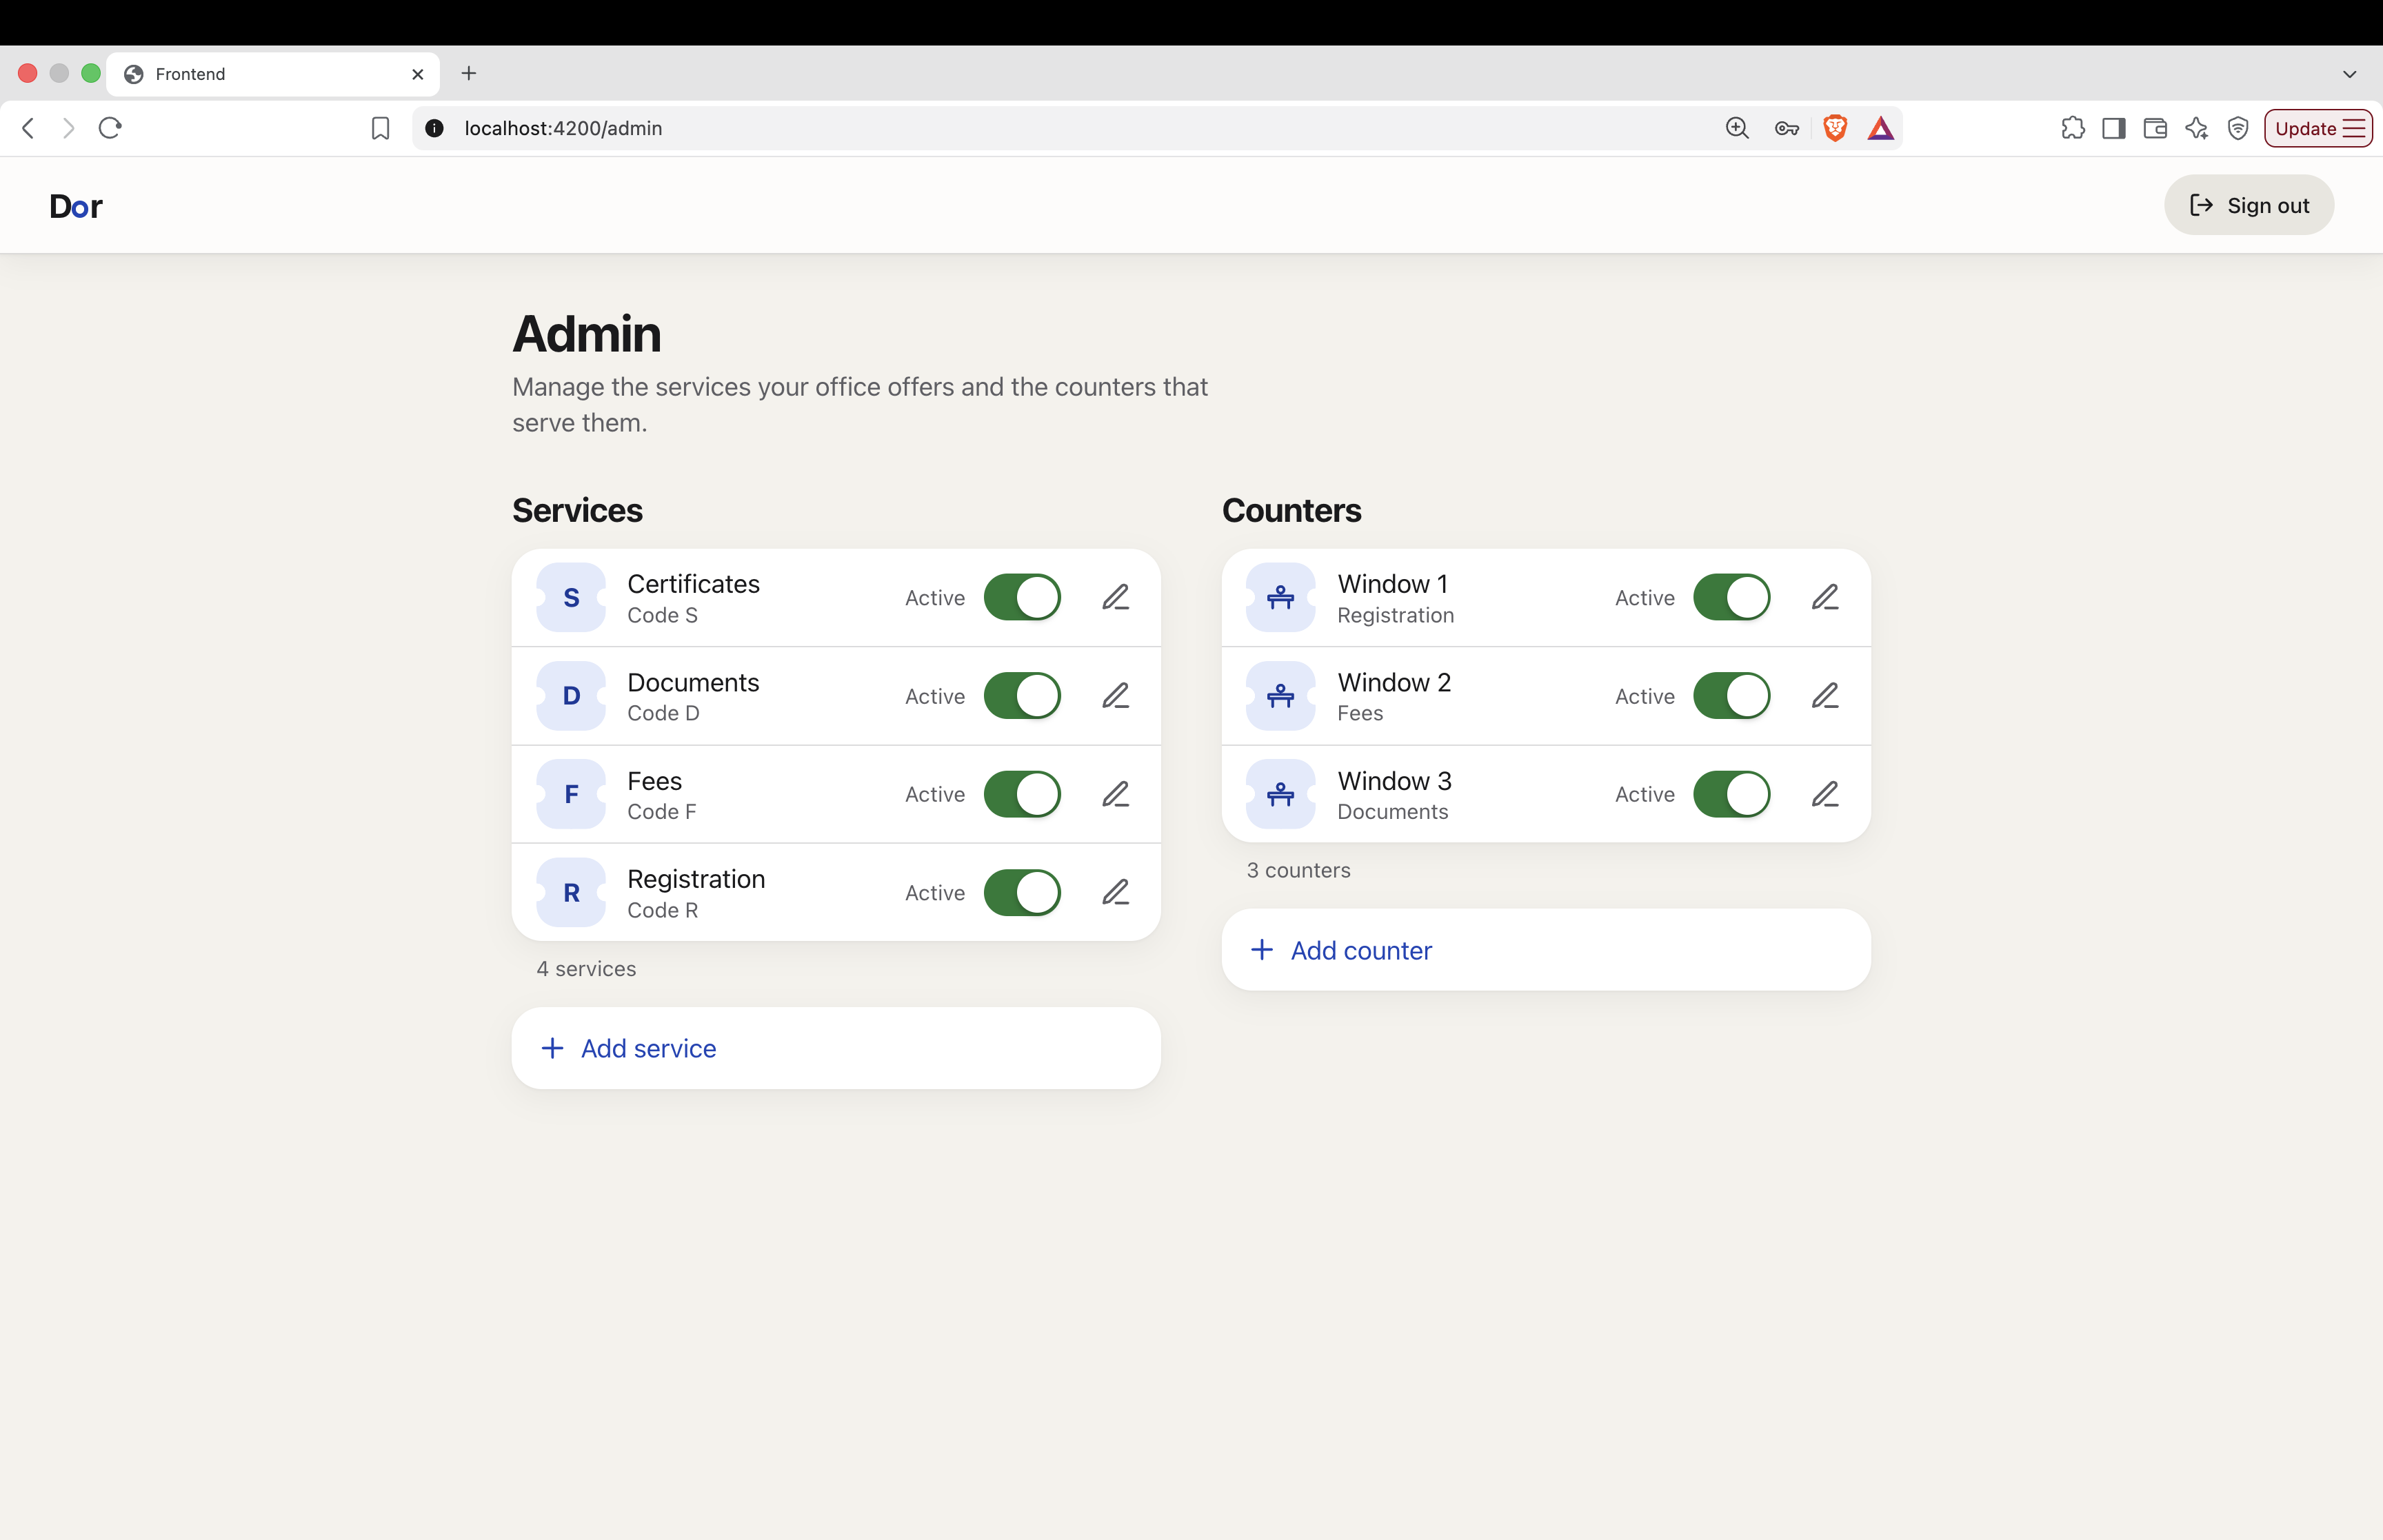 Frontend
localhost:4200/admin
Update
Dor
Sign out
Admin
Manage the services your office offers and the counters that
serve them.
Services
S
Certificates
Code S
Active
D
Documents
Code D
Active
F
Fees
Code F
Active
R
Registration
Code R
Active
4 services
Add service
Counters
Window 1
Registration
Active
Window 2
Fees
Active
Window 3
Documents
Active
3 counters
Add counter